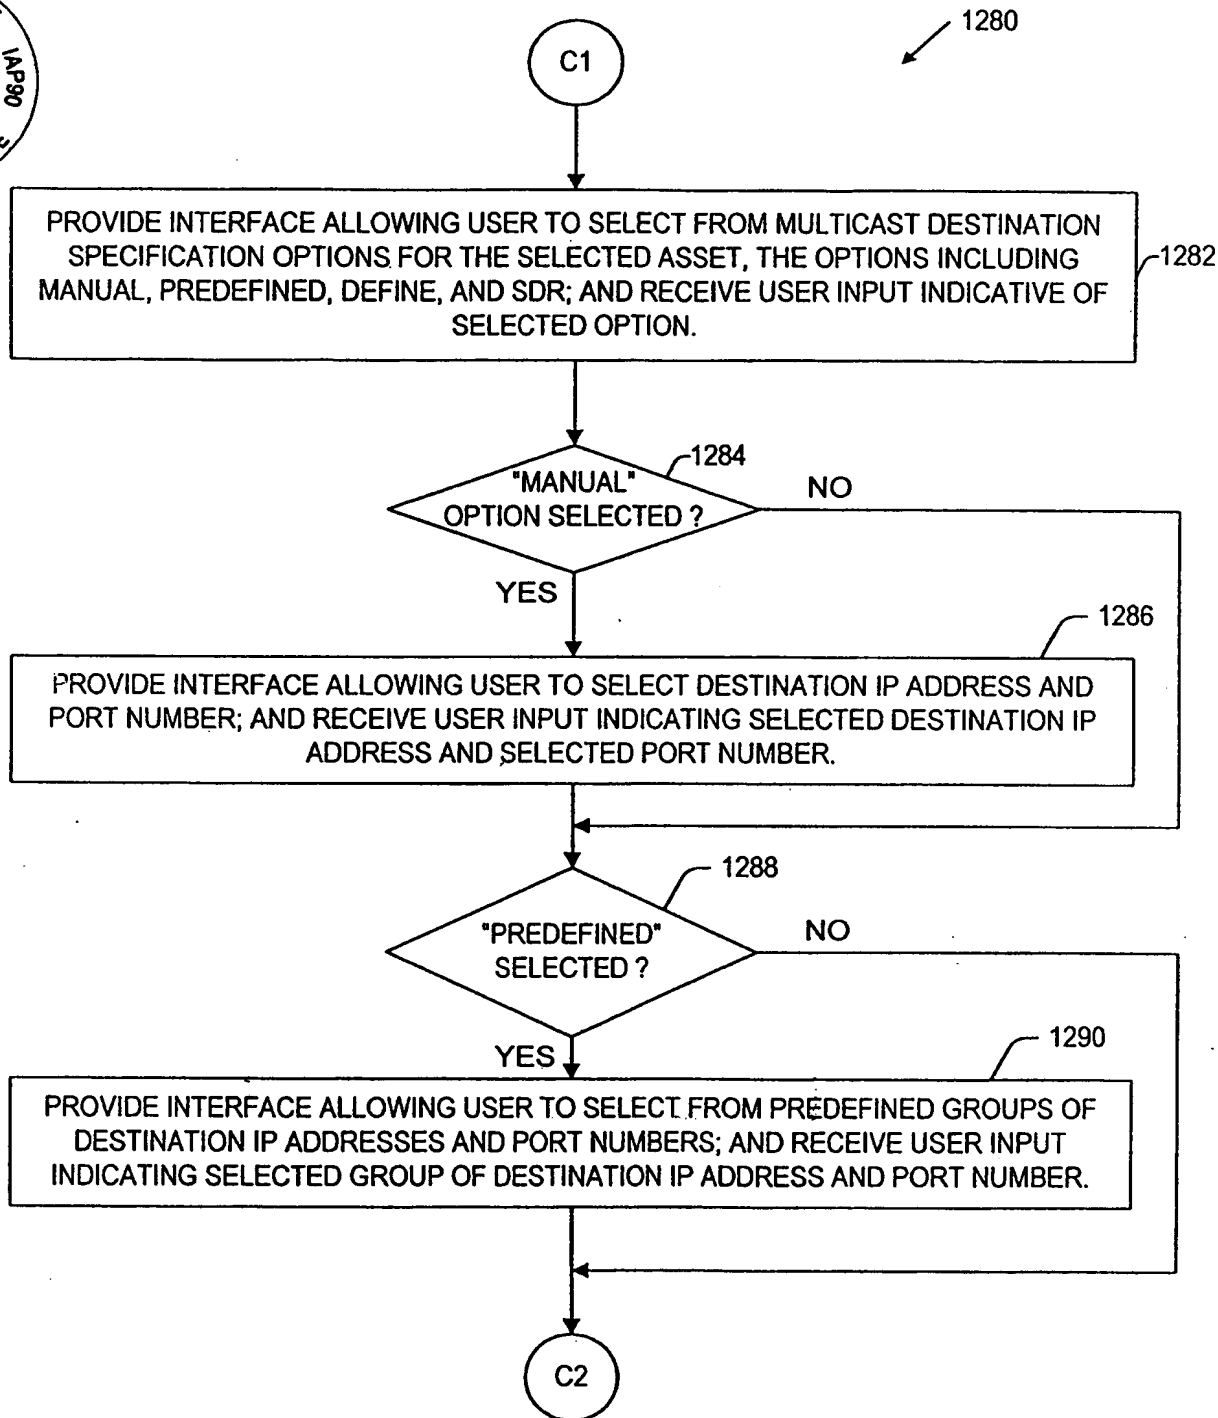 IAP90
1280
C1
PROVIDE INTERFACE ALLOWING USER TO SELECT FROM MULTICAST DESTINATION
SPECIFICATION OPTIONS FOR THE SELECTED ASSET, THE OPTIONS INCLUDING
MANUAL, PREDEFINED, DEFINE, AND SDR; AND RECEIVE USER INPUT INDICATIVE OF
SELECTED OPTION.
1282
1284
"MANUAL"
OPTION SELECTED ?
NO
YES
1286
PROVIDE INTERFACE ALLOWING USER TO SELECT DESTINATION IP ADDRESS AND
PORT NUMBER; AND RECEIVE USER INPUT INDICATING SELECTED DESTINATION IP
ADDRESS AND SELECTED PORT NUMBER.
1288
"PREDEFINED"
SELECTED ?
NO
YES
1290
PROVIDE INTERFACE ALLOWING USER TO SELECT FROM PREDEFINED GROUPS OF
DESTINATION IP ADDRESSES AND PORT NUMBERS; AND RECEIVE USER INPUT
INDICATING SELECTED GROUP OF DESTINATION IP ADDRESS AND PORT NUMBER.
C2